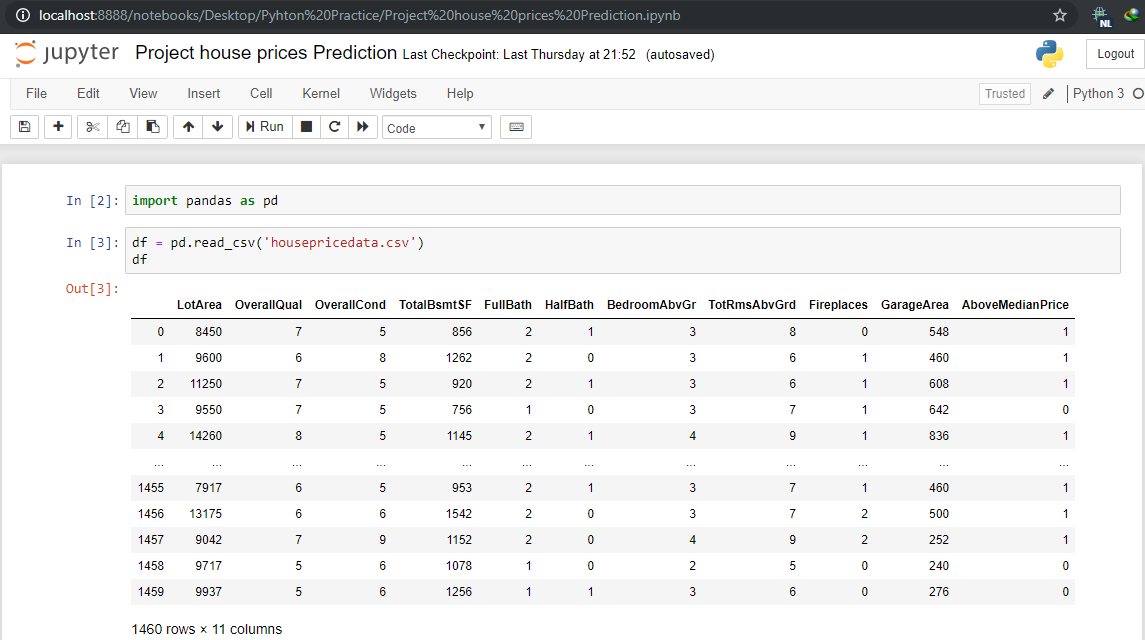 localhost:8888/notebooks/Desktop/Pyhton%20Practice/Project%20house%20prices%20Prediction.ipynb
NL
jupyter Project house prices Prediction Last Checkpoint: Last Thursday at 21:52 (autosaved)
Logout
File Edit View Insert Cell Kernel Widgets Help Trusted Python 3
Run Code
In [2]: import pandas as pd
In [3]: df = pd.read_csv('housepricedata.csv')
df
Out[3]:
LotArea OverallQual OverallCond TotalBsmtSF FullBath HalfBath BedroomAbvGr TotRmsAbvGrd Fireplaces GarageArea AboveMedianPrice
0 8450 7 5 856 2 1 3 8 0 548 1
1 9600 6 8 1262 2 0 3 6 1 460 1
2 11250 7 5 920 2 1 3 6 1 608 1
3 9550 7 5 756 1 0 3 7 1 642 0
4 14260 8 5 1145 2 1 4 9 1 836 1
... ... ... ... ... ... ... ... ... ... ... ...
1455 7917 6 5 953 2 1 3 7 1 460 1
1456 13175 6 6 1542 2 0 3 7 2 500 1
1457 9042 7 9 1152 2 0 4 9 2 252 1
1458 9717 5 6 1078 1 0 2 5 0 240 0
1459 9937 5 6 1256 1 1 3 6 0 276 0
1460 rows × 11 columns